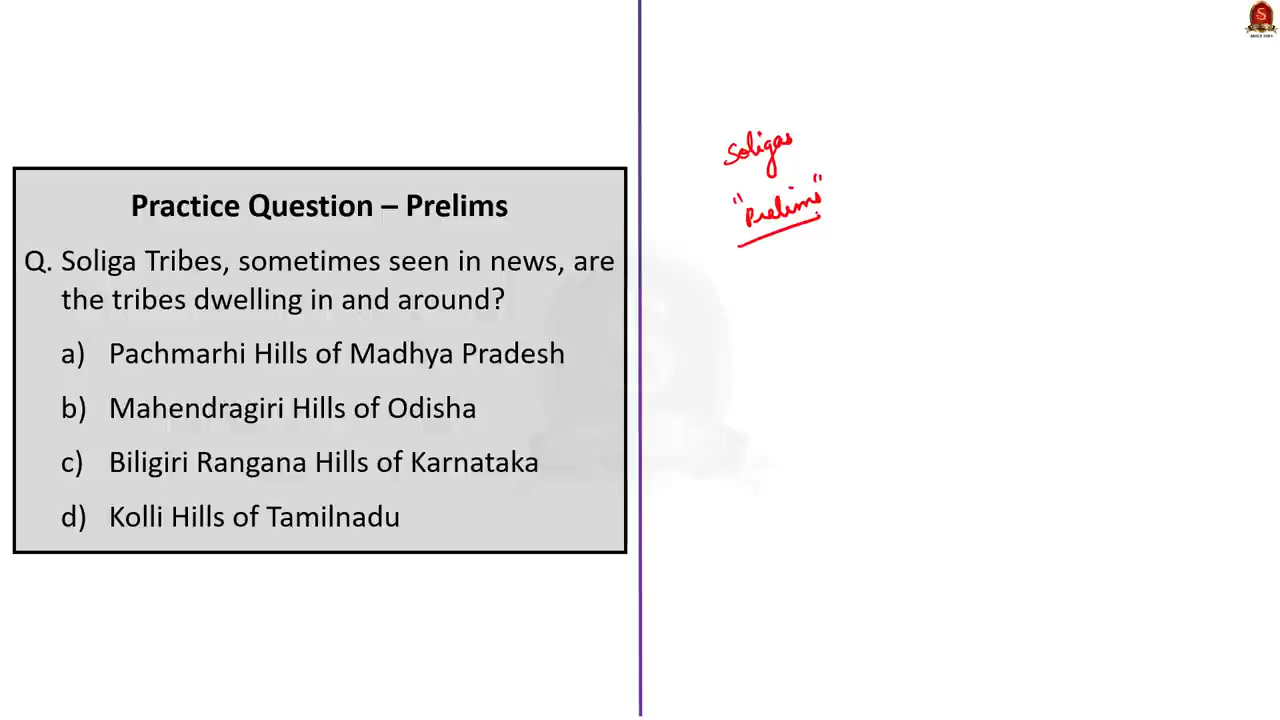 Practice Question – Prelims
Q. Soliga Tribes, sometimes seen in news, are
the tribes dwelling in and around?
a) Pachmarhi Hills of Madhya Pradesh
b) Mahendragiri Hills of Odisha
c) Biligiri Rangana Hills of Karnataka
d) Kolli Hills of Tamilnadu
Soligas
"Prelims"
S